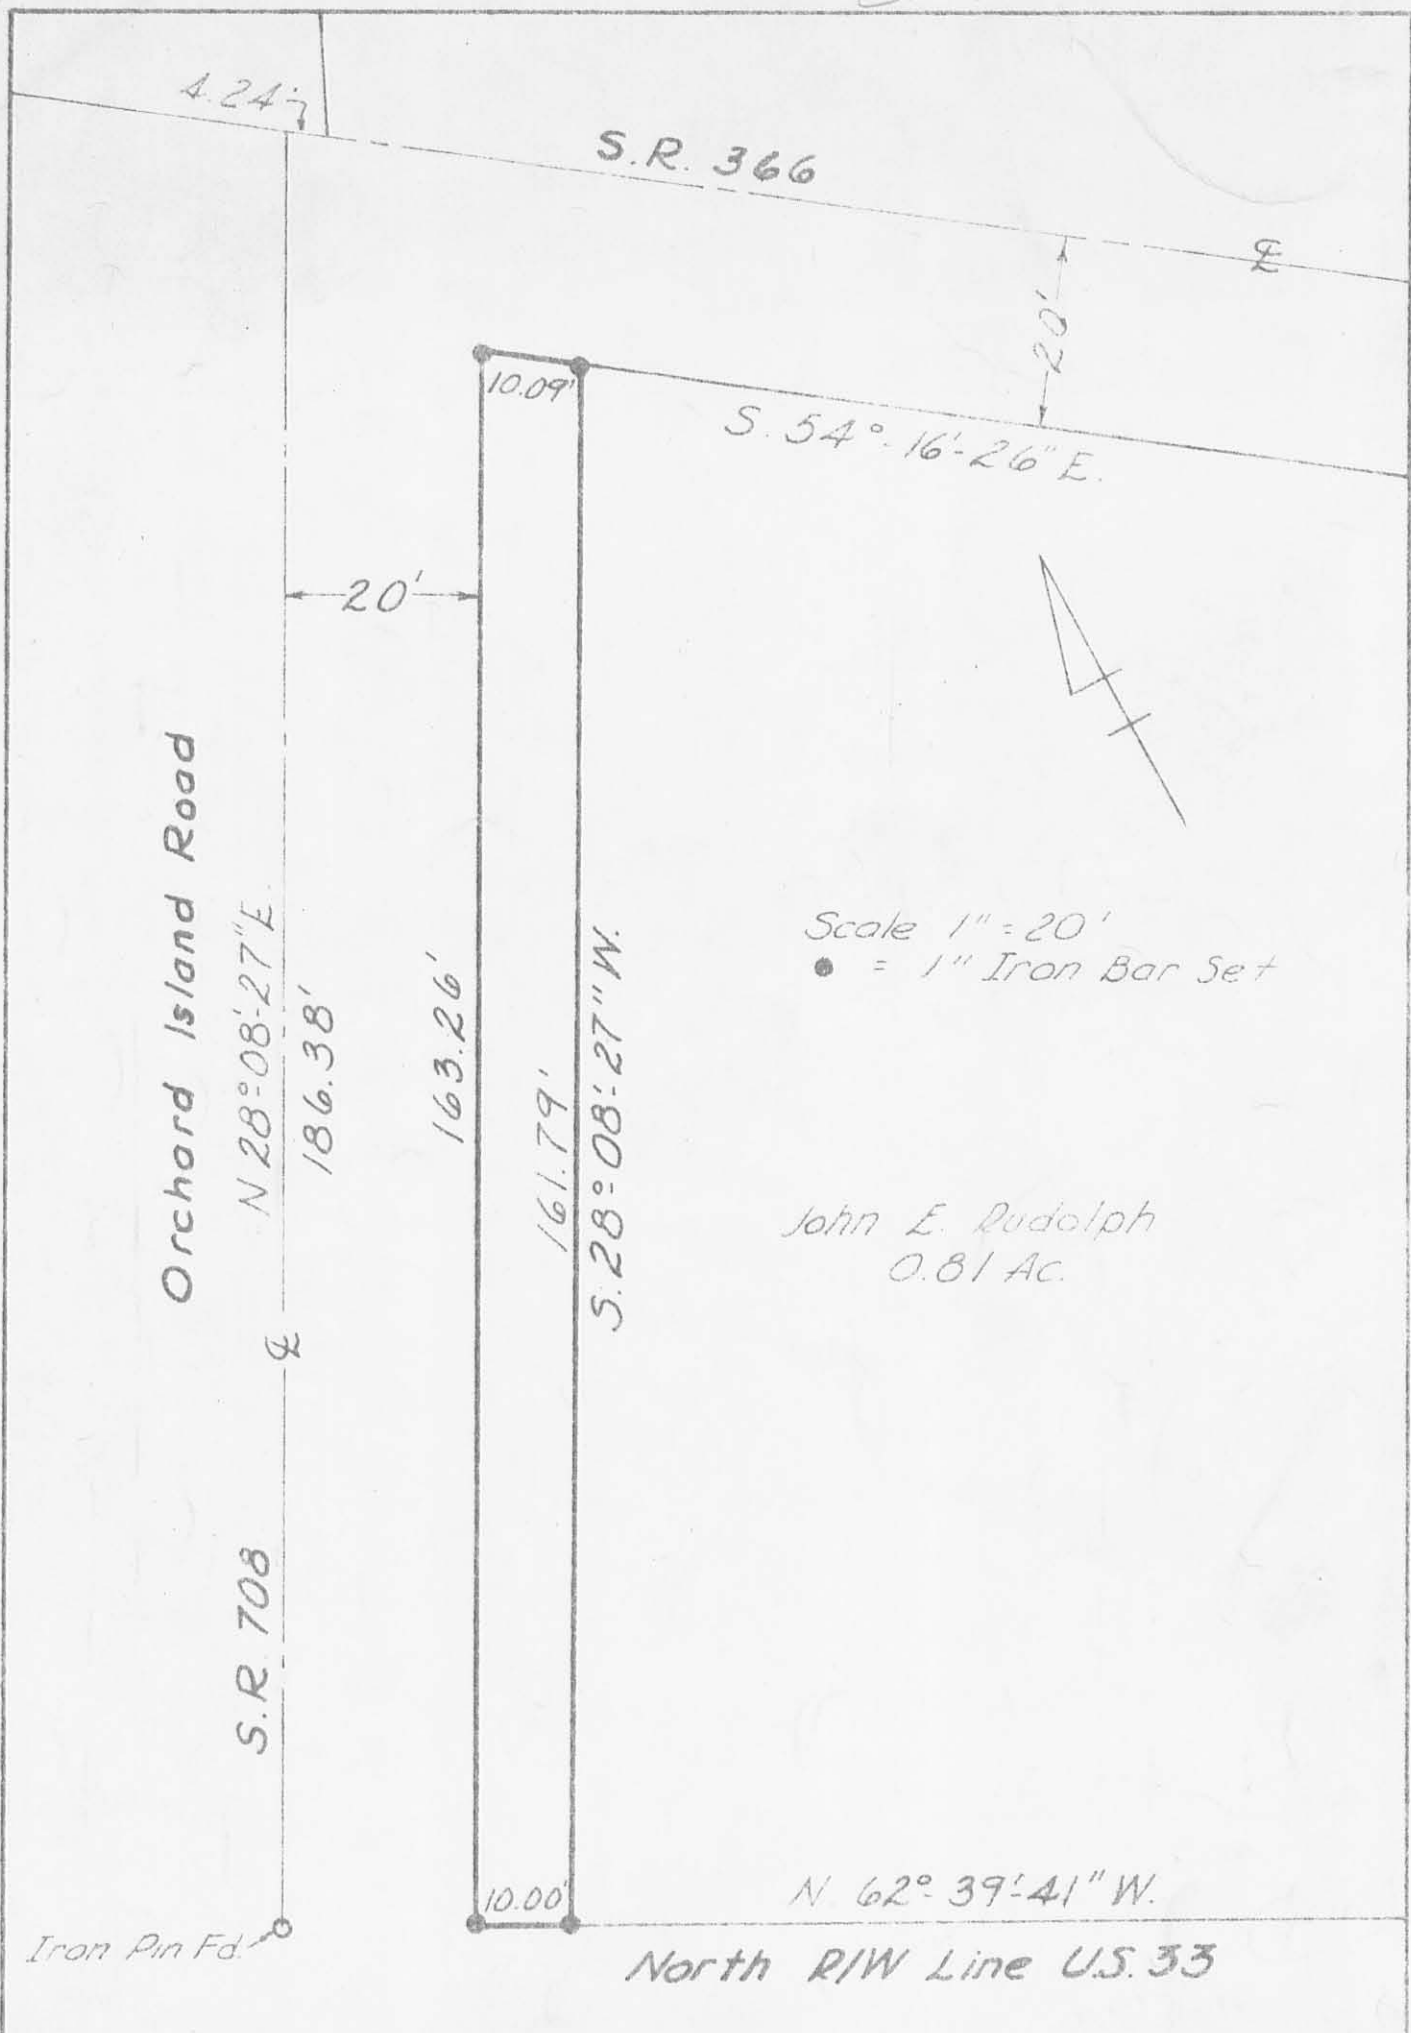 4.24'
S.R. 366
℄
20'
10.09'
S. 54°-16'-26" E.
20'
Orchard Island Road
N 28°-08'-27" E.
186.38'
163.26'
161.79'
S. 28°-08'-27" W.
Scale 1" = 20'
● = 1" Iron Bar Set
John E. Rudolph
0.81 Ac.
℄
S.R. 708
10.00'
N. 62°-39'-41" W.
Iron Pin Fd.
North R/W Line U.S. 33